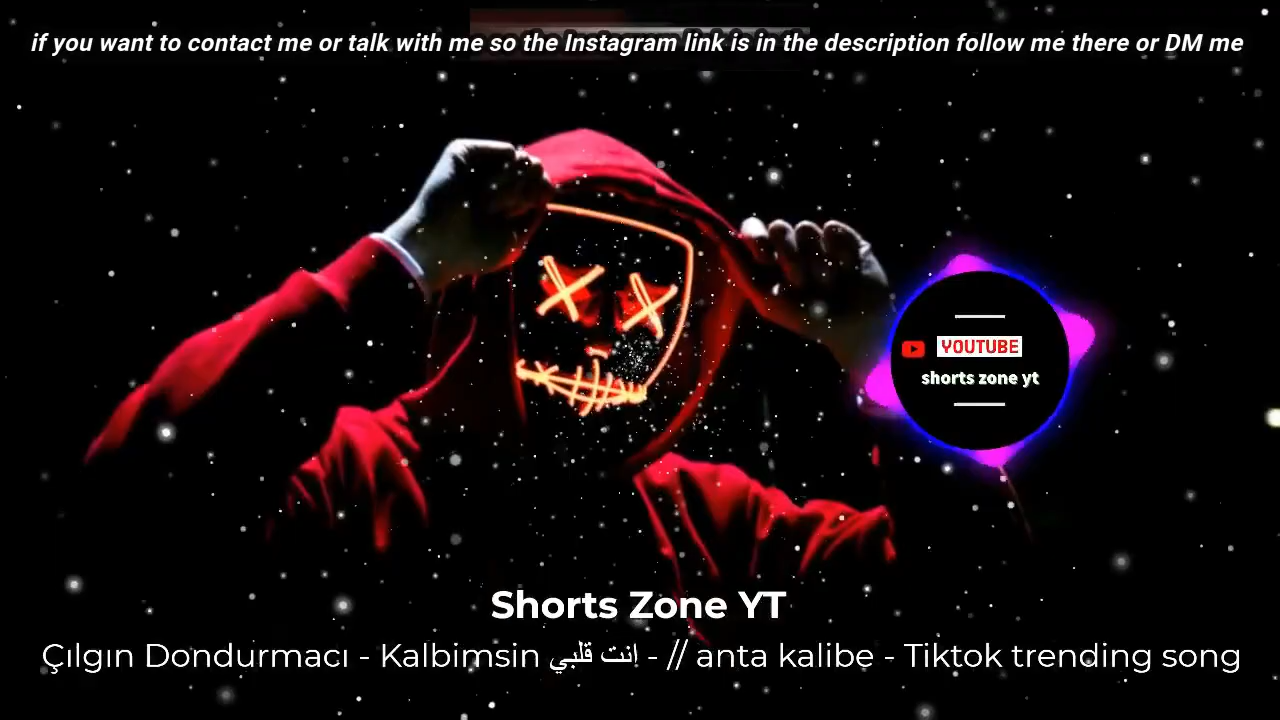 if you want to contact me or talk with me so the Instagram link is in the description follow me there or DM me
YOUTUBE
shorts zone yt
Shorts Zone YT
Çılgın Dondurmacı - Kalbimsin انت قلبي - // anta kalibe - Tiktok trending song